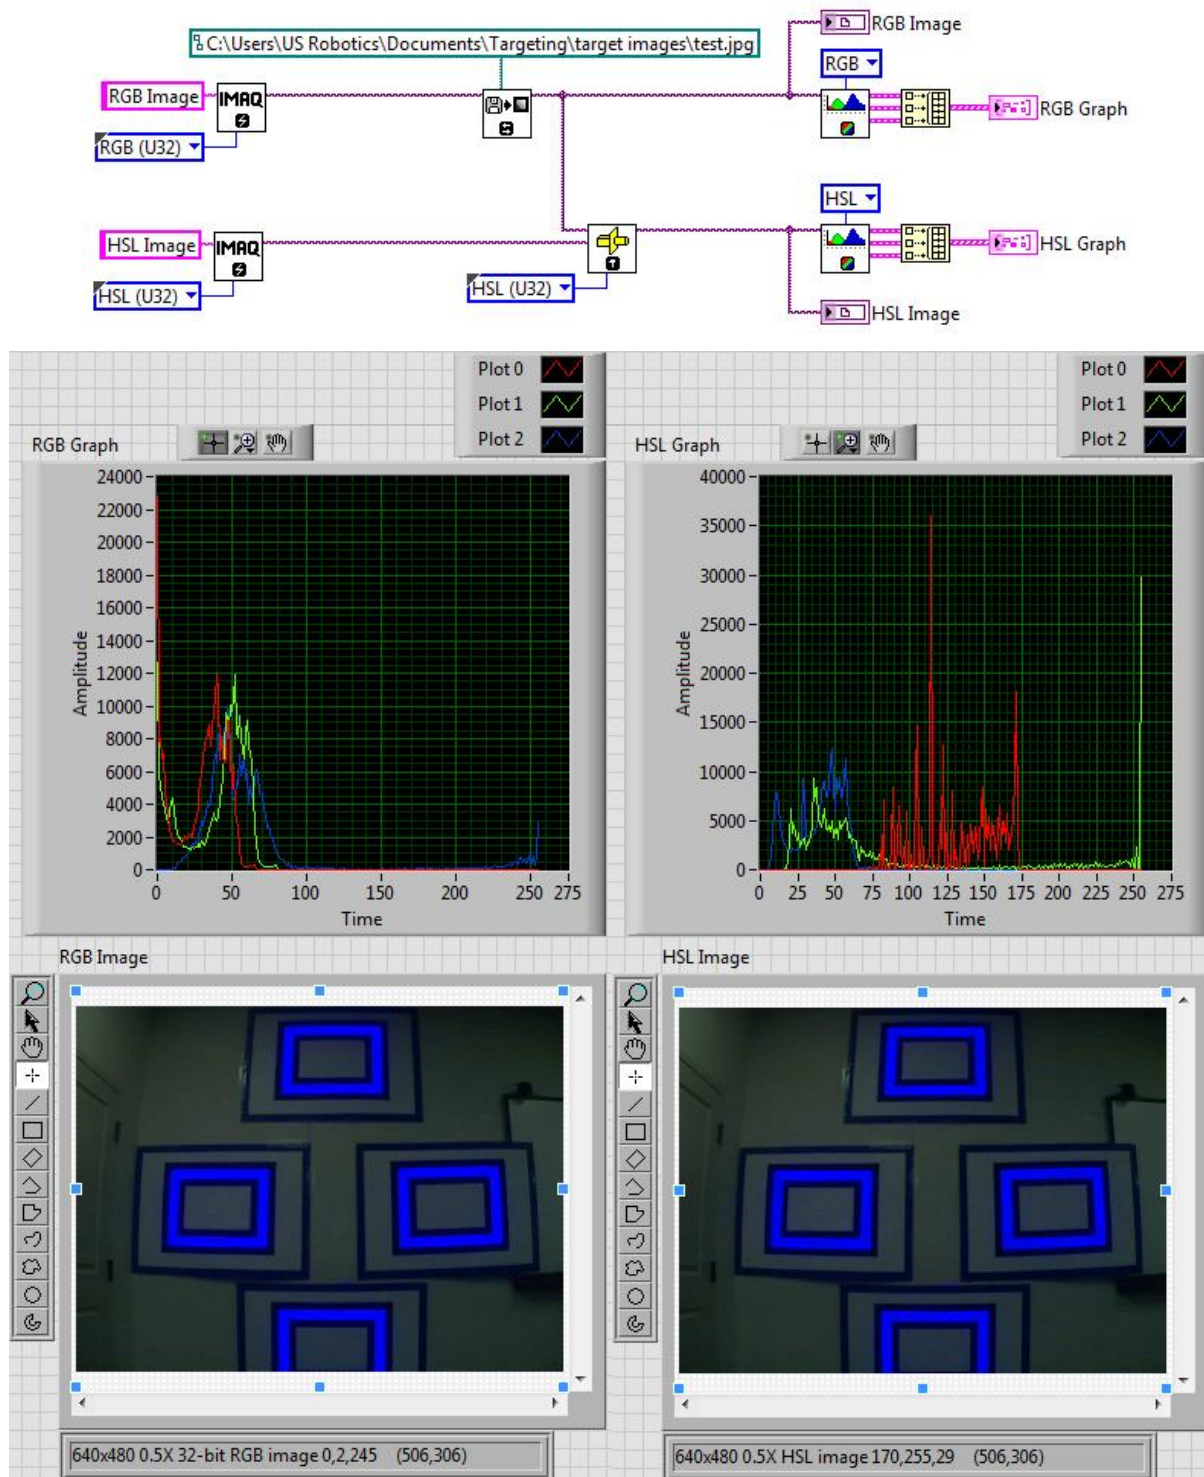 RGB Image
C:\Users\US Robotics\Documents\Targeting\target images\test.jpg
RGB
RGB Image
IMAQ
RGB Graph
RGB (U32)
HSL
HSL Image
IMAQ
HSL Graph
HSL (U32)
HSL (U32)
HSL Image
Plot 0
Plot 1
Plot 2
RGB Graph
24000
22000
20000
18000
16000
14000
12000
10000
8000
6000
4000
2000
0
Amplitude
0 50 100 150 200 250 275
Time
Plot 0
Plot 1
Plot 2
HSL Graph
40000
35000
30000
25000
20000
15000
10000
5000
0
Amplitude
0 25 50 75 100 125 150 175 200 225 250 275
Time
RGB Image
640x480 0.5X 32-bit RGB image 0,2,245 (506,306)
HSL Image
640x480 0.5X HSL image 170,255,29 (506,306)